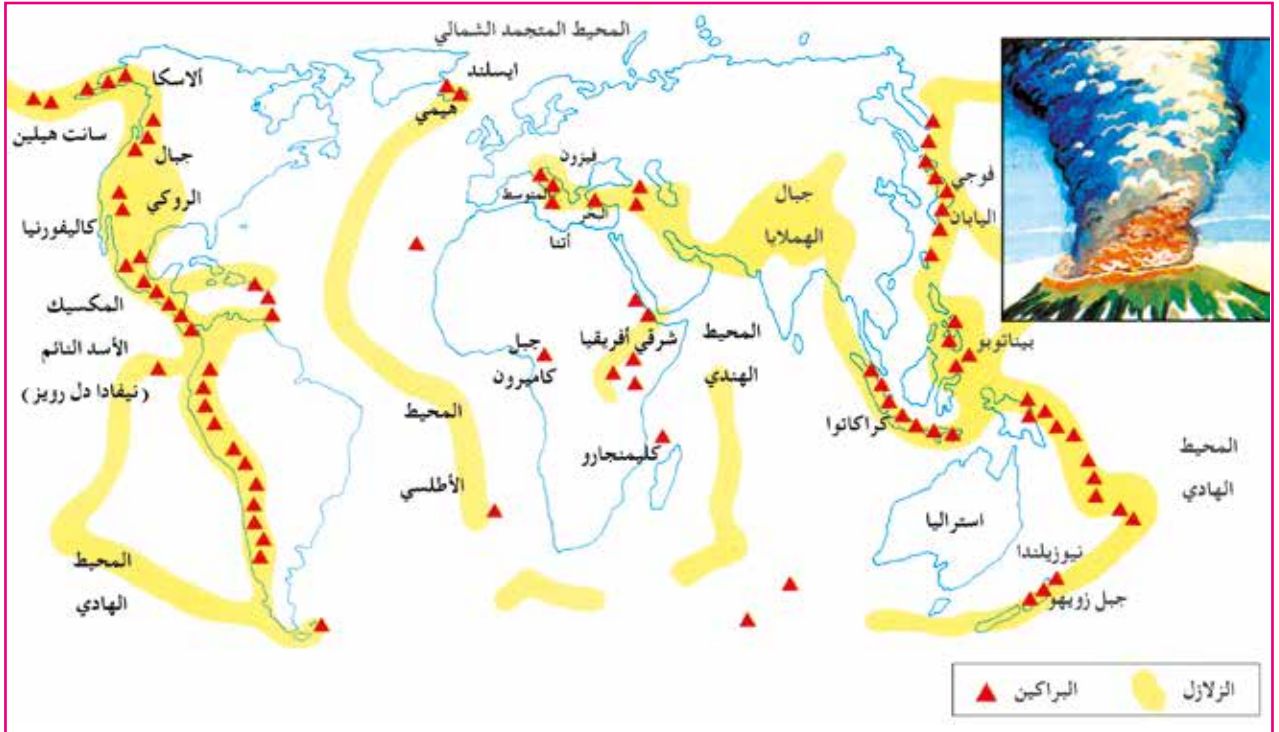 المحيط المتجمد الشمالي
ايسلند
هيمي
ألاسكا
سانت هيلين
جبال
الروكي
كاليفورنيا
المكسيك
الأسد النائم
(نيفادا دل رويز)
المحيط
الهادي
المحيط
الأطلسي
فيزون
المتوسط
البحر
أتنا
جبل
كاميرون
شرقي أفريقيا
كليمنجارو
المحيط
الهندي
جبال
الهملايا
فوجي
اليابان
بيناتوبو
كراكاتوا
المحيط
الهادي
استراليا
نيوزيلندا
جبل زويهو
الزلازل
البراكين